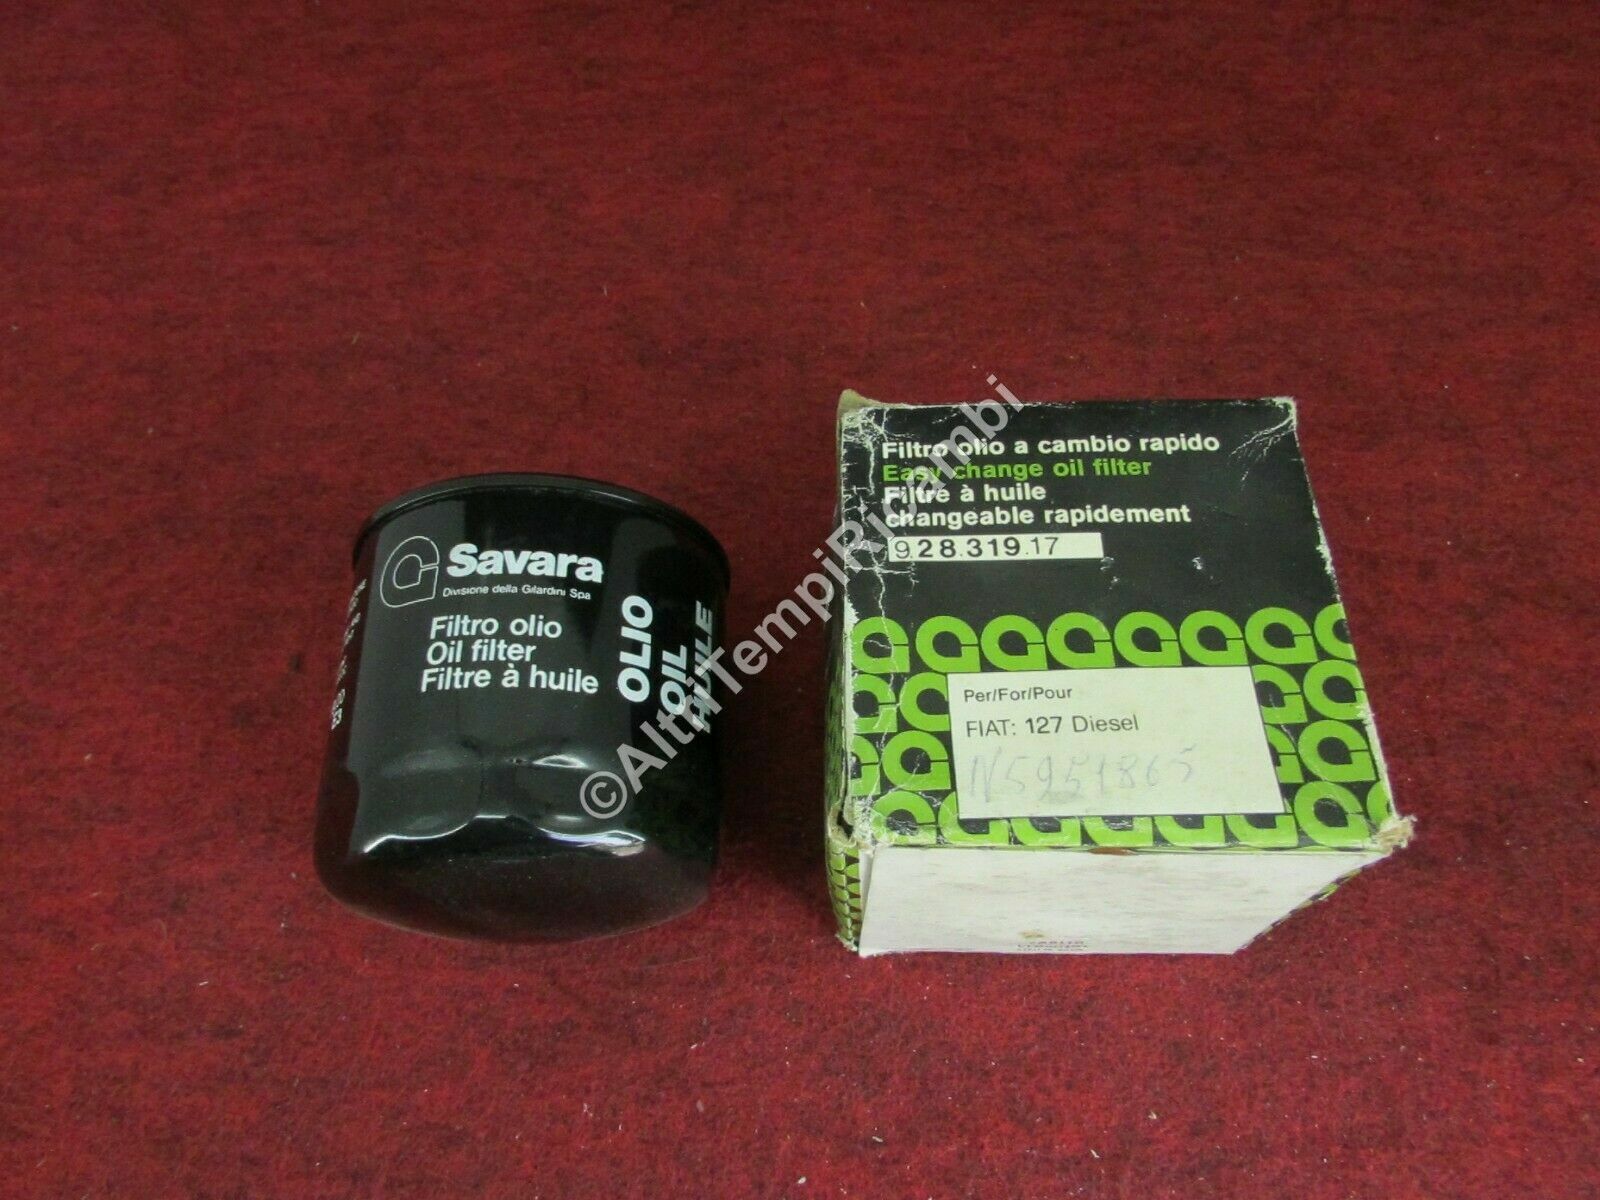 Savara
Divisione della Gilardini Spa
Filtro olio
Oil filter
Filtre à huile
OLIO
OIL
HUILE
Filtro olio a cambio rapido
Easy change oil filter
Filtre à huile
changeable rapidement
9.28.319.17
Per/For/Pour
FIAT: 127 Diesel
N5951865
©AltriTempiRicambi